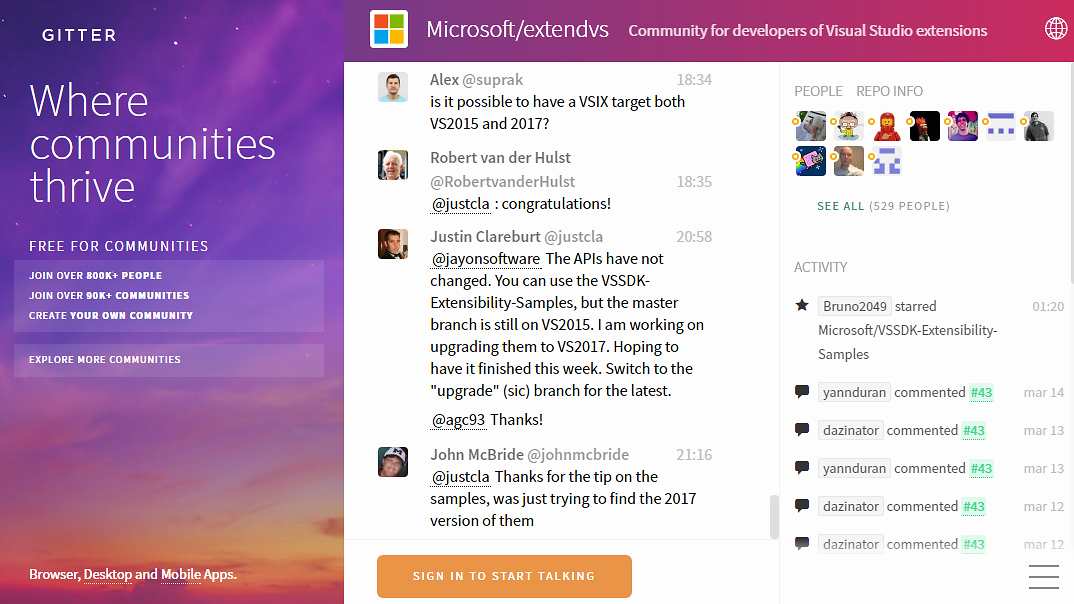 GITTER
Where
communities
thrive
FREE FOR COMMUNITIES
JOIN OVER 800K+ PEOPLE
JOIN OVER 90K+ COMMUNITIES
CREATE YOUR OWN COMMUNITY
EXPLORE MORE COMMUNITIES
Browser, Desktop and Mobile Apps.
Microsoft/extendvs Community for developers of Visual Studio extensions
Alex @suprak 18:34
is it possible to have a VSIX target both
VS2015 and 2017?
Robert van der Hulst
@RobertvanderHulst 18:35
@justcla : congratulations!
Justin Clareburt @justcla 20:58
@jayonsoftware The APIs have not
changed. You can use the VSSDK-
Extensibility-Samples, but the master
branch is still on VS2015. I am working on
upgrading them to VS2017. Hoping to
have it finished this week. Switch to the
"upgrade" (sic) branch for the latest.
@agc93 Thanks!
John McBride @johnmcbride 21:16
@justcla Thanks for the tip on the
samples, was just trying to find the 2017
version of them
SIGN IN TO START TALKING
PEOPLE REPO INFO
SEE ALL (529 PEOPLE)
ACTIVITY
Bruno2049 starred 01:20
Microsoft/VSSDK-Extensibility-
Samples
yannduran commented #43 mar 14
dazinator commented #43 mar 13
yannduran commented #43 mar 13
dazinator commented #43 mar 12
dazinator commented #43 mar 12